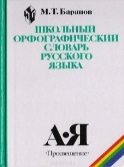 М.Т. Баранов
ШКОЛЬНЫЙ
ОРФОГРАФИЧЕСКИЙ
СЛОВАРЬ РУССКОГО
ЯЗЫКА
А-Я
"Просвещение"